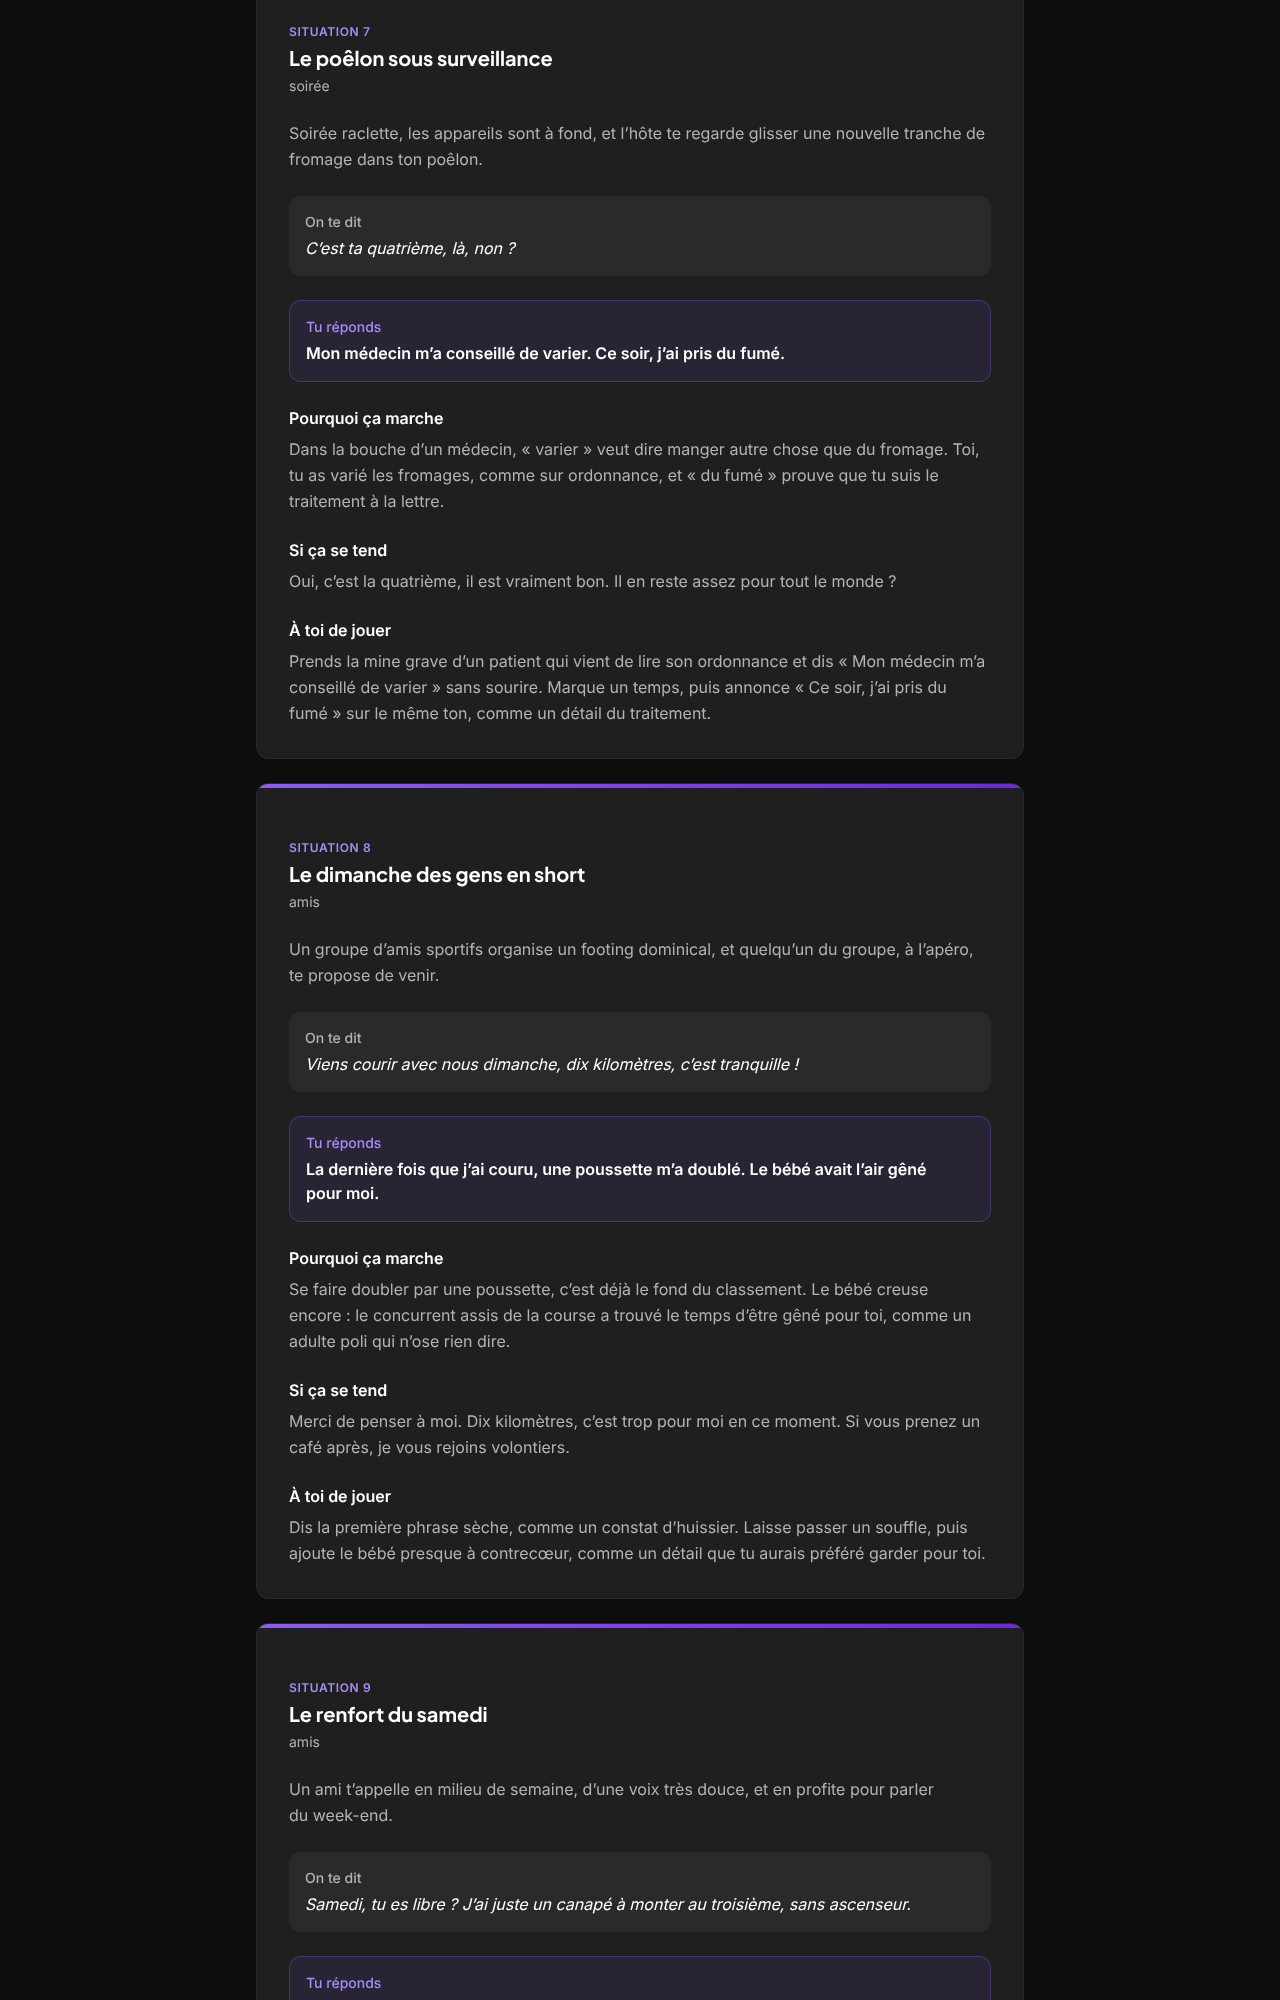 SITUATION 7
Le poêlon sous surveillance
soirée
Soirée raclette, les appareils sont à fond, et l’hôte te regarde glisser une nouvelle tranche de
fromage dans ton poêlon.
On te dit
C’est ta quatrième, là, non ?
Tu réponds
Mon médecin m’a conseillé de varier. Ce soir, j’ai pris du fumé.
Pourquoi ça marche
Dans la bouche d’un médecin, « varier » veut dire manger autre chose que du fromage. Toi,
tu as varié les fromages, comme sur ordonnance, et « du fumé » prouve que tu suis le
traitement à la lettre.
Si ça se tend
Oui, c’est la quatrième, il est vraiment bon. Il en reste assez pour tout le monde ?
À toi de jouer
Prends la mine grave d’un patient qui vient de lire son ordonnance et dis « Mon médecin m’a
conseillé de varier » sans sourire. Marque un temps, puis annonce « Ce soir, j’ai pris du
fumé » sur le même ton, comme un détail du traitement.
SITUATION 8
Le dimanche des gens en short
amis
Un groupe d’amis sportifs organise un footing dominical, et quelqu’un du groupe, à l’apéro,
te propose de venir.
On te dit
Viens courir avec nous dimanche, dix kilomètres, c’est tranquille !
Tu réponds
La dernière fois que j’ai couru, une poussette m’a doublé. Le bébé avait l’air gêné
pour moi.
Pourquoi ça marche
Se faire doubler par une poussette, c’est déjà le fond du classement. Le bébé creuse
encore : le concurrent assis de la course a trouvé le temps d’être gêné pour toi, comme un
adulte poli qui n’ose rien dire.
Si ça se tend
Merci de penser à moi. Dix kilomètres, c’est trop pour moi en ce moment. Si vous prenez un
café après, je vous rejoins volontiers.
À toi de jouer
Dis la première phrase sèche, comme un constat d’huissier. Laisse passer un souffle, puis
ajoute le bébé presque à contrecœur, comme un détail que tu aurais préféré garder pour toi.
SITUATION 9
Le renfort du samedi
amis
Un ami t’appelle en milieu de semaine, d’une voix très douce, et en profite pour parler
du week-end.
On te dit
Samedi, tu es libre ? J’ai juste un canapé à monter au troisième, sans ascenseur.
Tu réponds